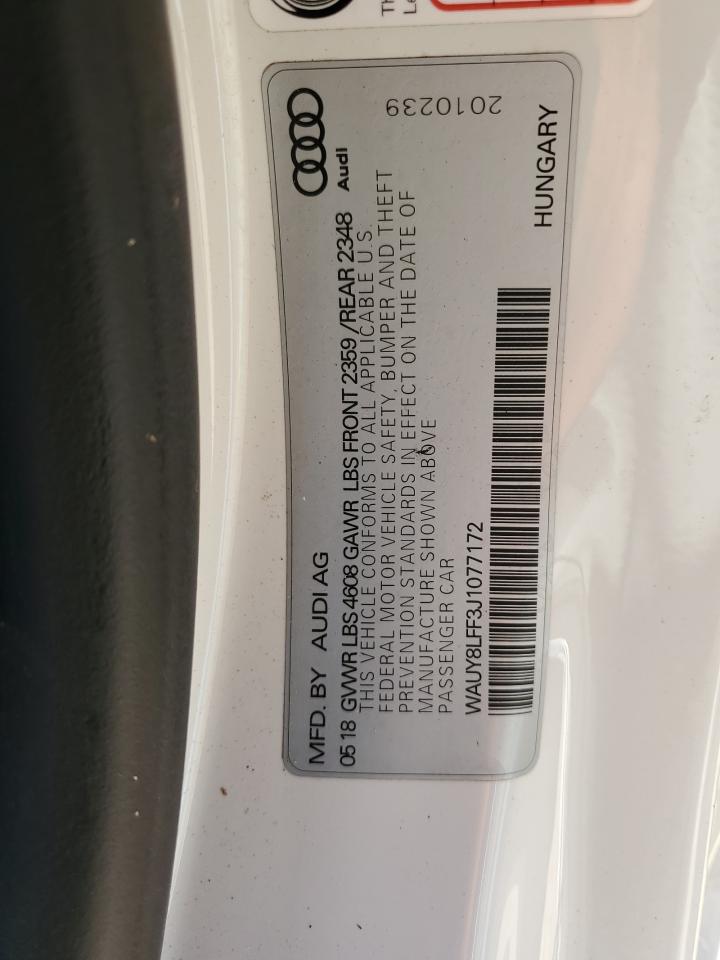 MFD. BY AUDI AG
Audi
0518 GVWR LBS 4608 GAWR LBS FRONT 2359 /REAR 2348
THIS VEHICLE CONFORMS TO ALL APPLICABLE U.S.
FEDERAL MOTOR VEHICLE SAFETY, BUMPER AND THEFT
PREVENTION STANDARDS IN EFFECT ON THE DATE OF
MANUFACTURE SHOWN ABOVE
PASSENGER CAR
WAUY8LFF3J1077172
2010239
HUNGARY